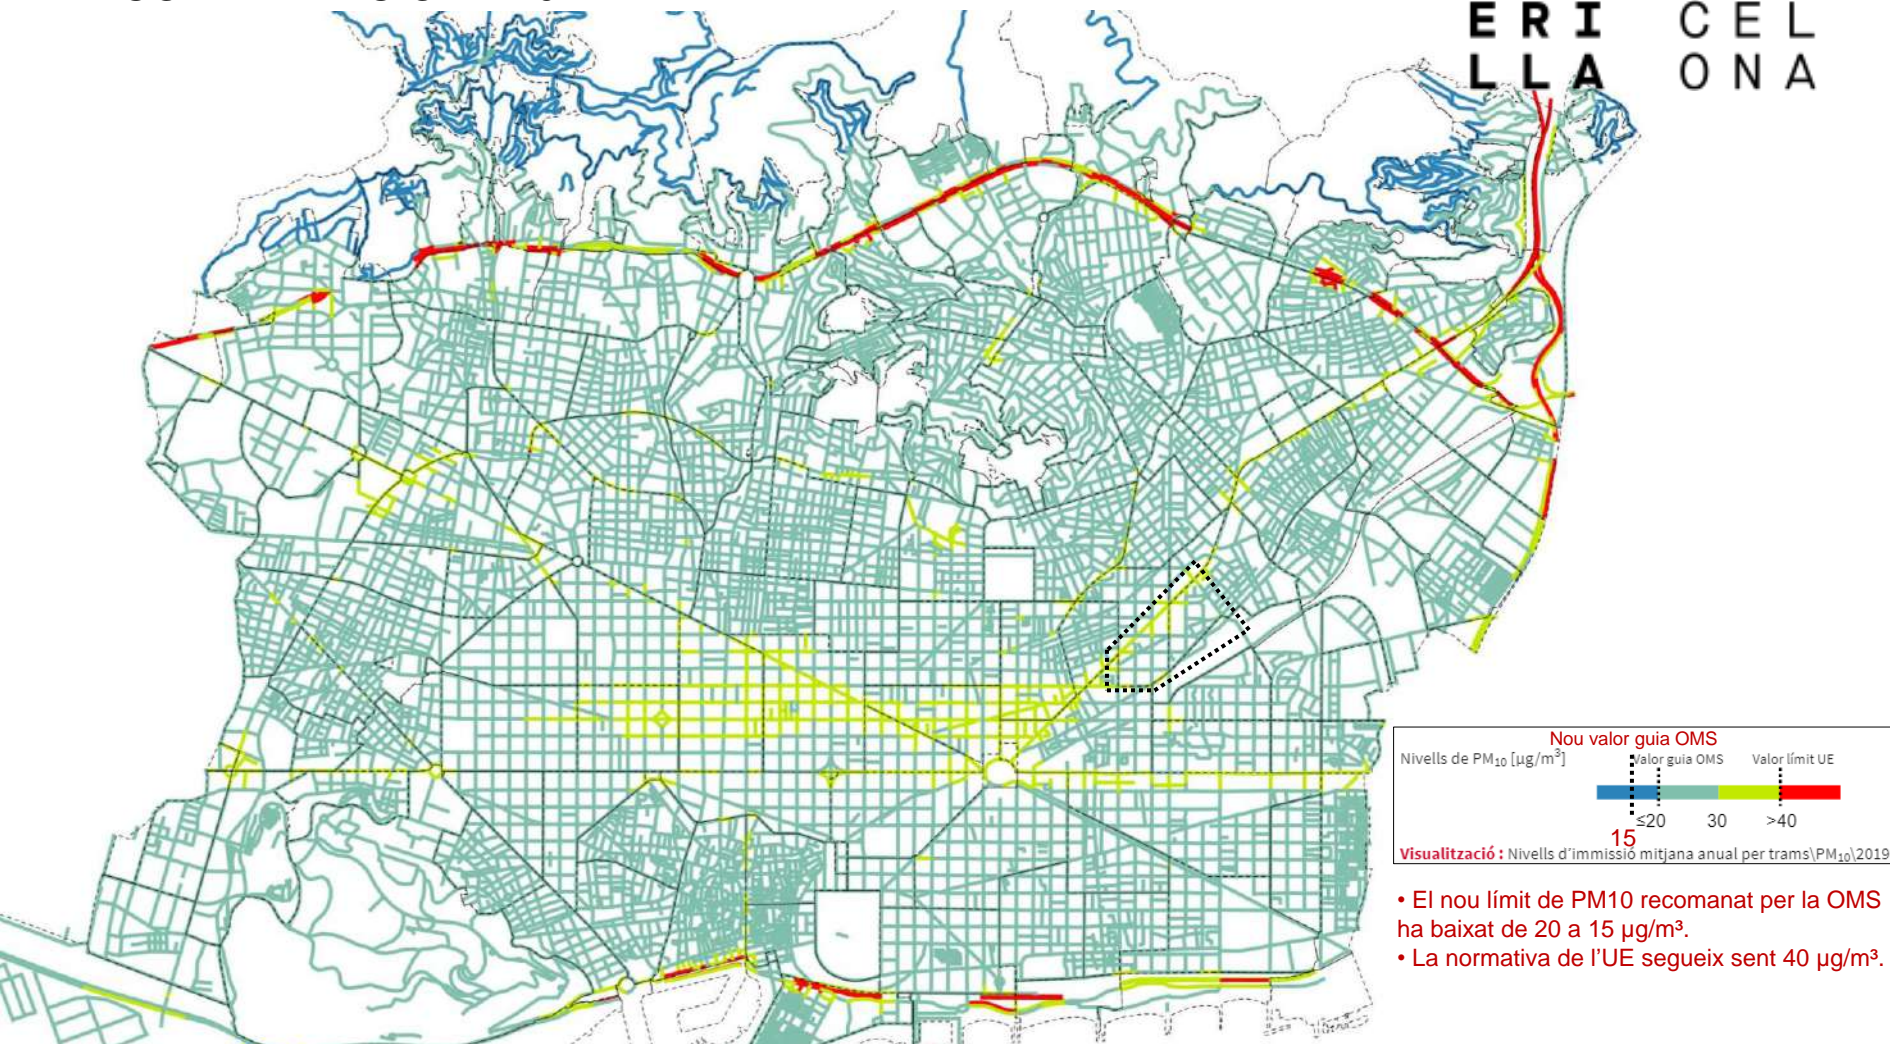 ERI CEL
LLA ONA
Nou valor guia OMS
Nivells de PM₁₀ [µg/m³] Valor guia OMS Valor límit UE
≤20 30 >40
15
Visualització : Nivells d'immissió mitjana anual per trams\PM₁₀\2019
• El nou límit de PM10 recomanat per la OMS
ha baixat de 20 a 15 µg/m³.
• La normativa de l'UE segueix sent 40 µg/m³.